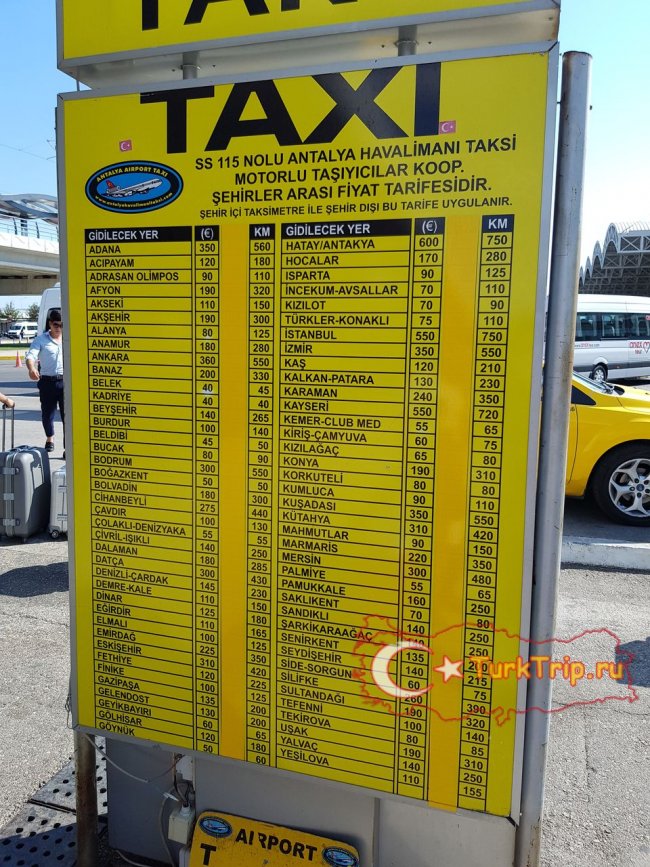 TAXI
TAXI
SS 115 NOLU ANTALYA HAVALİMANI TAKSİ
MOTORLU TAŞIYICILAR KOOP.
ŞEHİRLER ARASI FİYAT TARİFESİDİR.
ŞEHİR İÇİ TAKSİMETRE İLE ŞEHİR DIŞI BU TARİFE UYGULANIR.
ANTALYA AIRPORT TAXI
www.antalyahavalimanitaksi.com
GİDİLECEK YER (€) KM GİDİLECEK YER (€) KM
ADANA 350 560 HATAY/ANTAKYA 600 750
ACIPAYAM 120 180 HOCALAR 170 280
ADRASAN OLİMPOS 90 110 ISPARTA 90 125
AFYON 190 320 İNCEKUM-AVSALLAR 70 110
AKSEKİ 110 150 KIZILOT 70 90
AKŞEHİR 190 300 TÜRKLER-KONAKLI 75 110
ALANYA 80 125 İSTANBUL 550 750
ANAMUR 180 280 İZMİR 350 550
ANKARA 360 550 KAŞ 120 210
BANAZ 200 330 KALKAN-PATARA 130 230
BELEK 40 45 KARAMAN 240 350
KADRİYE 40 40 KAYSERİ 550 720
BEYŞEHİR 140 265 KEMER-CLUB MED 55 65
BURDUR 100 140 KİRİŞ-ÇAMYUVA 60 75
BELDİBİ 45 50 KIZILAĞAÇ 75 80
BUCAK 80 80 KONYA 190 310
BODRUM 300 550 KORKUTELİ 80 80
BOĞAZKENT 50 50 KUMLUCA 90 110
BOLVADİN 180 300 KUŞADASI 300 550
CİHANBEYLİ 275 440 KÜTAHYA 310 420
ÇAVDIR 100 130 MAHMUTLAR 90 150
ÇOLAKLI-DENİZYAKA 55 55 MARMARİS 220 350
ÇİVRİL-IŞIKLI 145 250 MERSİN 300 480
DALAMAN 200 285 PALMİYE 55 65
DATÇA 300 430 PAMUKKALE 160 250
DENİZLİ-ÇARDAK 145 230 SAKLIKENT 70 80
DEMRE-KALE 110 150 SANDIKLI 140 250
DİNAR 125 180 ŞARKİKARAAĞAÇ 250
EĞİRDİR 110 165 SENİRKENT 135
ELMALI 100 125 SEYDİŞEHİR 140 215
EMİRDAĞ 225 350 SİDE-SORGUN 60 75
ESKİŞEHİR 310 420 SİLİFKE 260 390
FETHİYE 120 225 SULTANDAĞI 190 320
FİNİKE 100 125 TEFENNİ 100 140
GAZİPAŞA 125 200 TEKİROVA 80 85
GELENDOST 130 200 UŞAK 190 310
GEYİKBAYIRI 60 65 YALVAÇ 140 250
GÖLHİSAR 120 180 YEŞİLOVA 110 155
GÖYNÜK 50 60
TurkTrip.ru
AIRPORT